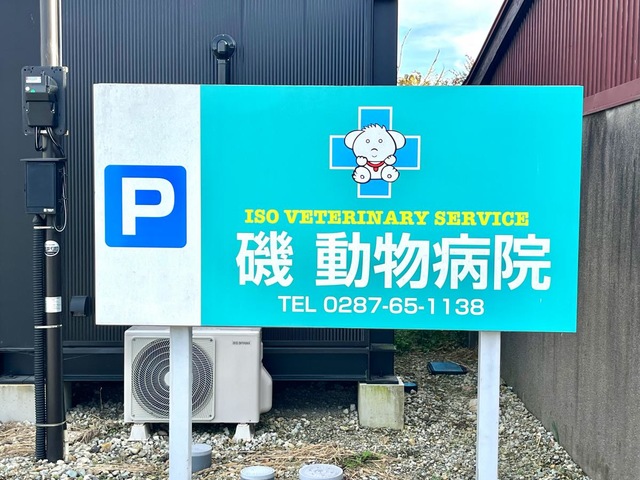 P
ISO VETERINARY SERVICE
磯 動物病院
TEL 0287-65-1138